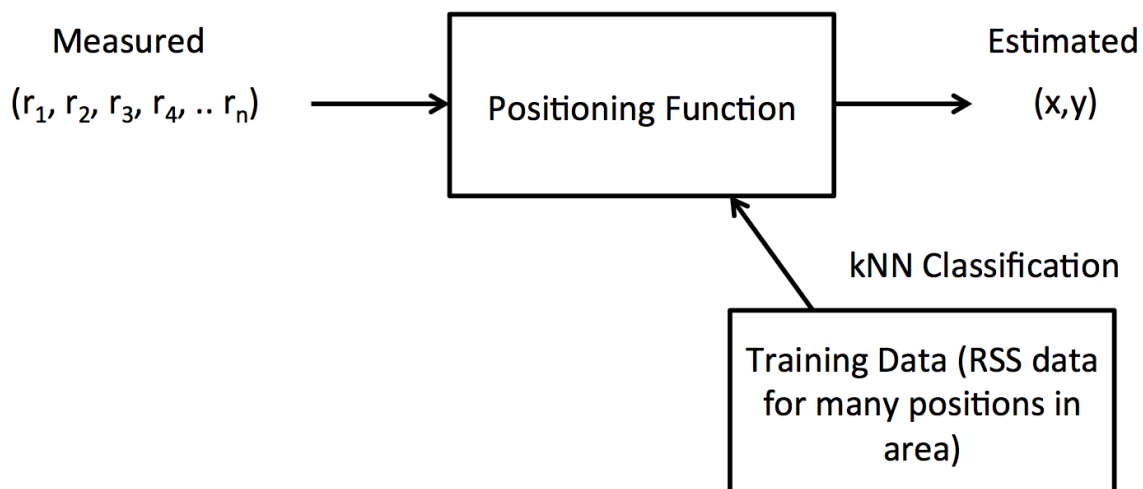 Measured
(r1, r2, r3, r4, .. rn)
Positioning Function
Estimated
(x,y)
kNN Classification
Training Data (RSS data
for many positions in
area)